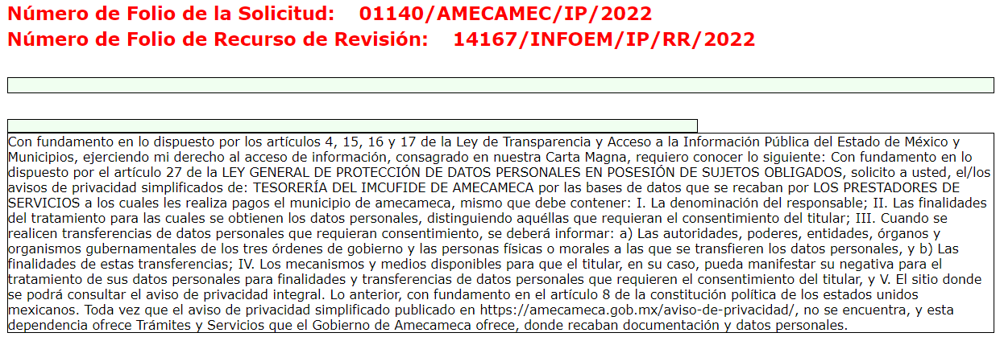 Número de Folio de la Solicitud: 01140/AMECAMEC/IP/2022
Número de Folio de Recurso de Revisión: 14167/INFOEM/IP/RR/2022
Con fundamento en lo dispuesto por los artículos 4, 15, 16 y 17 de la Ley de Transparencia y Acceso a la Información Pública del Estado de México y
Municipios, ejerciendo mi derecho al acceso de información, consagrado en nuestra Carta Magna, requiero conocer lo siguiente: Con fundamento en lo
dispuesto por el artículo 27 de la LEY GENERAL DE PROTECCIÓN DE DATOS PERSONALES EN POSESIÓN DE SUJETOS OBLIGADOS, solicito a usted, el/los
avisos de privacidad simplificados de: TESORERÍA DEL IMCUFIDE DE AMECAMECA por las bases de datos que se recaban por LOS PRESTADORES DE
SERVICIOS a los cuales les realiza pagos el municipio de amecameca, mismo que debe contener: I. La denominación del responsable; II. Las finalidades
del tratamiento para las cuales se obtienen los datos personales, distinguiendo aquéllas que requieran el consentimiento del titular; III. Cuando se
realicen transferencias de datos personales que requieran consentimiento, se deberá informar: a) Las autoridades, poderes, entidades, órganos y
organismos gubernamentales de los tres órdenes de gobierno y las personas físicas o morales a las que se transfieren los datos personales, y b) Las
finalidades de estas transferencias; IV. Los mecanismos y medios disponibles para que el titular, en su caso, pueda manifestar su negativa para el
tratamiento de sus datos personales para finalidades y transferencias de datos personales que requieren el consentimiento del titular, y V. El sitio donde
se podrá consultar el aviso de privacidad integral. Lo anterior, con fundamento en el artículo 8 de la constitución política de los estados unidos
mexicanos. Toda vez que el aviso de privacidad simplificado publicado en https://amecameca.gob.mx/aviso-de-privacidad/, no se encuentra, y esta
dependencia ofrece Trámites y Servicios que el Gobierno de Amecameca ofrece, donde recaban documentación y datos personales.